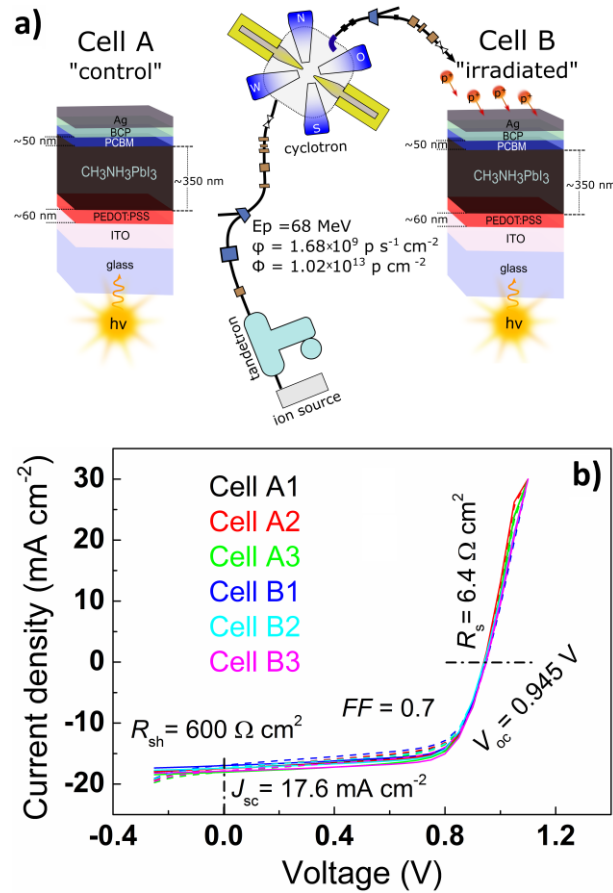 a)
Cell A
"control"
Ag
BCP
PCBM
CH3NH3PbI3
PEDOT:PSS
ITO
glass
hν
~50 nm
~350 nm
~60 nm
N
O
S
W
cyclotron
Ep =68 MeV
φ = 1.68×10⁹ p s⁻¹ cm⁻²
Φ = 1.02×10¹³ p cm⁻²
tandetron
ion source
Cell B
"irradiated"
p⁺ p⁺ p⁺ p⁺
Ag
BCP
PCBM
CH3NH3PbI3
PEDOT:PSS
ITO
glass
hν
~50 nm
~350 nm
~60 nm
b)
Cell A1
Cell A2
Cell A3
Cell B1
Cell B2
Cell B3
Rs = 6.4 Ω cm²
FF = 0.7
Voc = 0.945 V
Rsh = 600 Ω cm²
Jsc = 17.6 mA cm⁻²
30
20
10
0
-10
-20
-30
Current density (mA cm⁻²)
-0.4 0.0 0.4 0.8 1.2
Voltage (V)